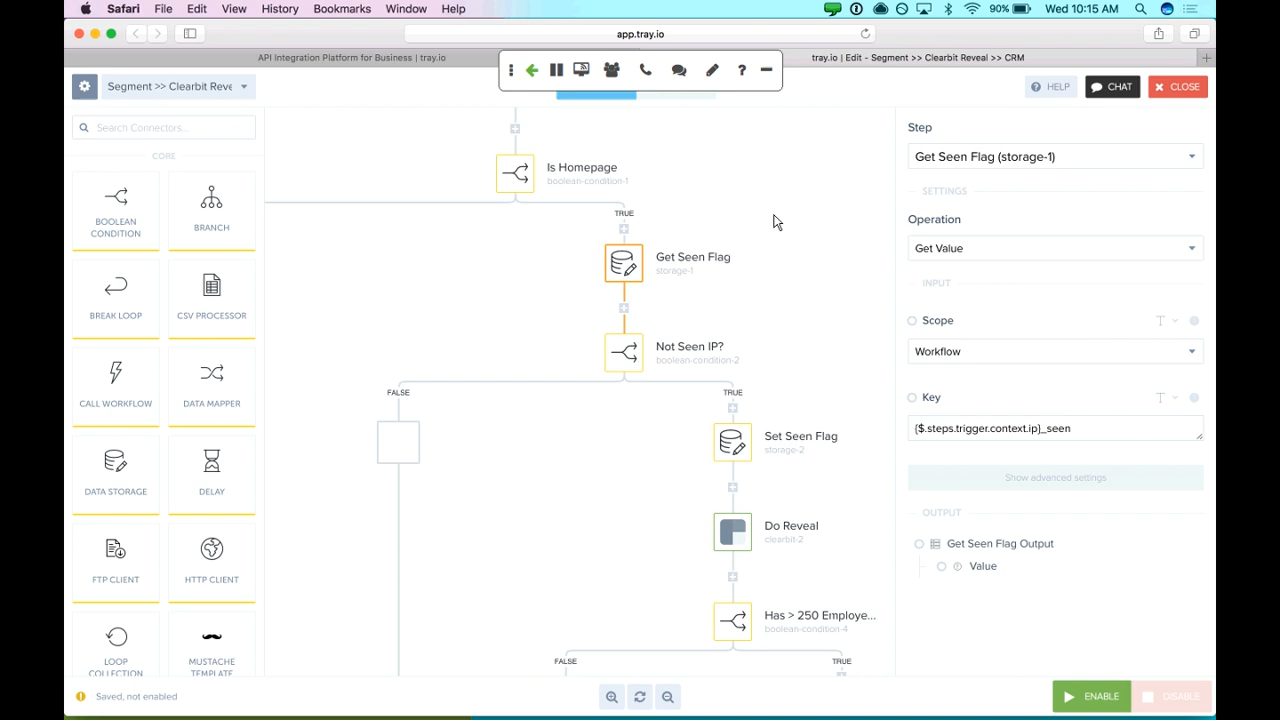 Safari File Edit View History Bookmarks Window Help 90% Wed 10:15 AM
app.tray.io
API Integration Platform for Business | tray.io
tray.io | Edit - Segment >> Clearbit Reveal >> CRM
Segment >> Clearbit Reve
HELP
CHAT
CLOSE
Search Connectors...
CORE
BOOLEAN CONDITION
BRANCH
BREAK LOOP
CSV PROCESSOR
CALL WORKFLOW
DATA MAPPER
DATA STORAGE
DELAY
FTP CLIENT
HTTP CLIENT
LOOP COLLECTION
MUSTACHE TEMPLATE
Saved, not enabled
Is Homepage
boolean-condition-1
TRUE
Get Seen Flag
storage-1
Not Seen IP?
boolean-condition-2
FALSE
TRUE
Set Seen Flag
storage-2
Do Reveal
clearbit-2
Has > 250 Employe...
boolean-condition-4
FALSE
TRUE
Step
Get Seen Flag (storage-1)
SETTINGS
Operation
Get Value
INPUT
Scope
Workflow
Key
{$.steps.trigger.context.ip}_seen
Show advanced settings
OUTPUT
Get Seen Flag Output
Value
ENABLE
DISABLE